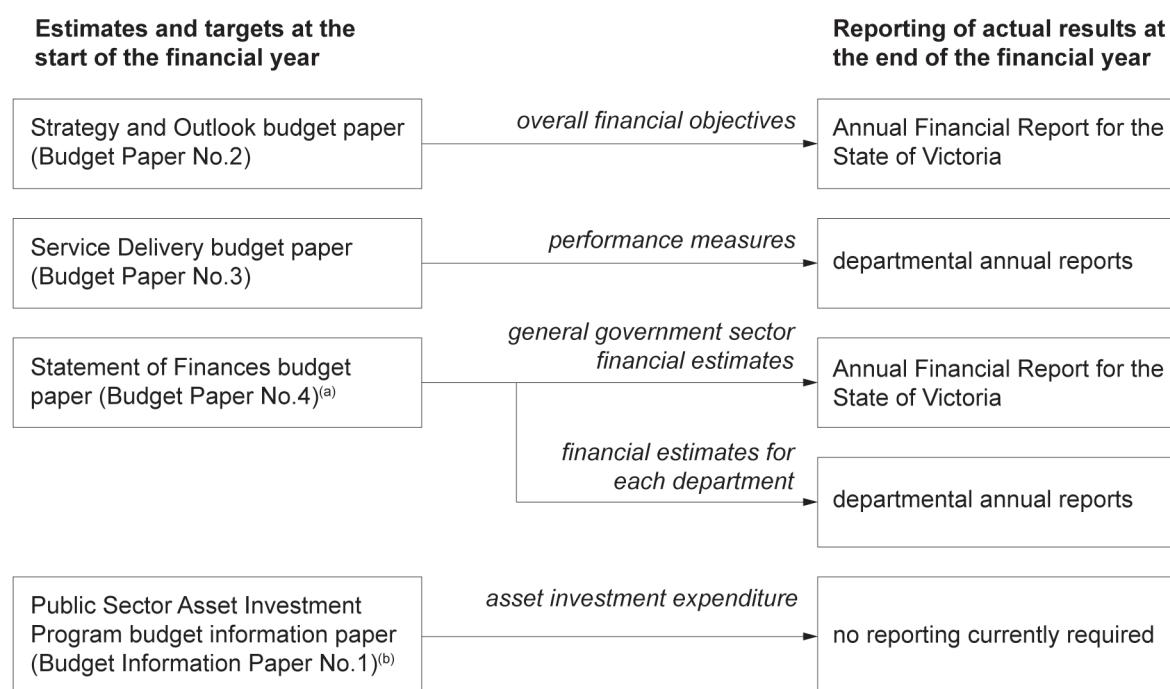 Estimates and targets at the
start of the financial year
Reporting of actual results at
the end of the financial year
Strategy and Outlook budget paper
(Budget Paper No.2)
overall financial objectives
Annual Financial Report for the
State of Victoria
Service Delivery budget paper
(Budget Paper No.3)
performance measures
departmental annual reports
Statement of Finances budget
paper (Budget Paper No.4)(a)
general government sector
financial estimates
Annual Financial Report for the
State of Victoria
financial estimates for
each department
departmental annual reports
Public Sector Asset Investment
Program budget information paper
(Budget Information Paper No.1)(b)
asset investment expenditure
no reporting currently required